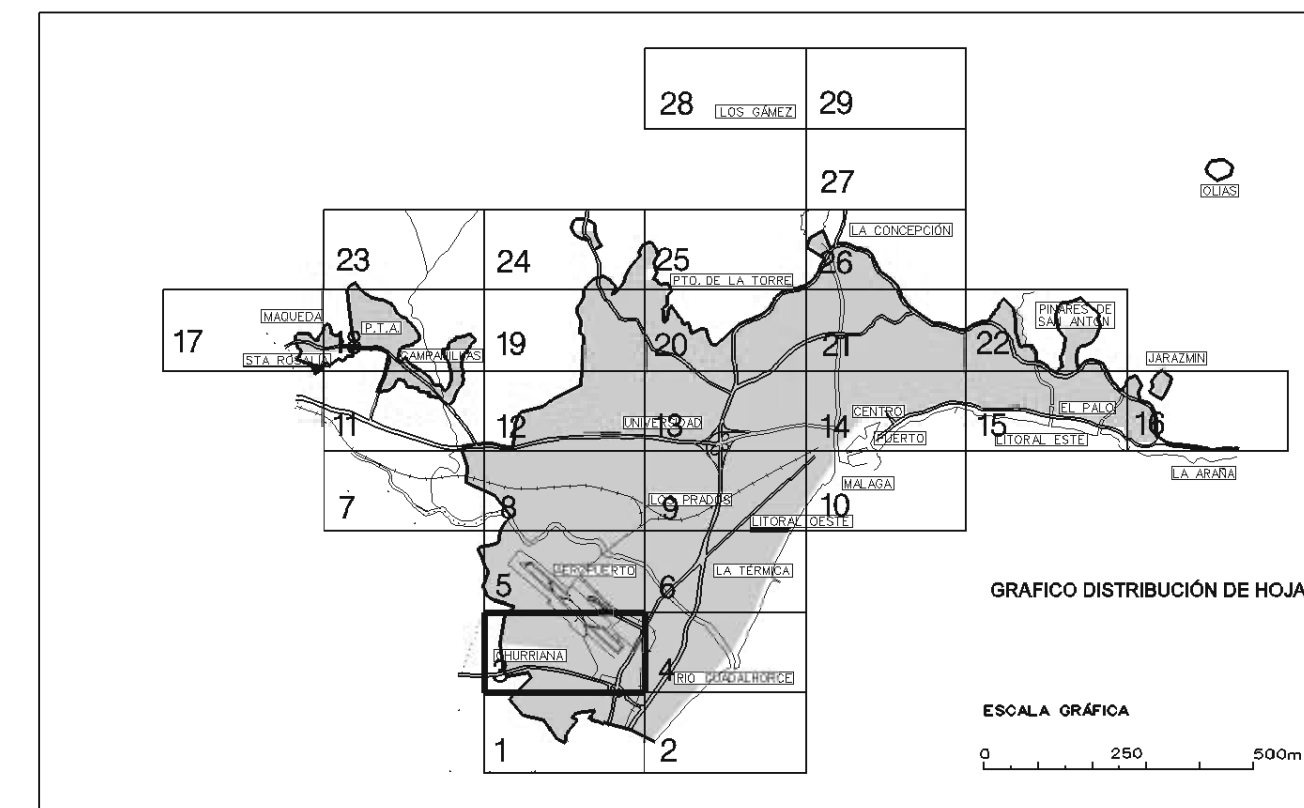 28 LOS GÁMEZ 29
27
OLIAS
LA CONCEPCIÓN
23 24 25 26
PTO. DE LA TORRE
MAQUEDA
P.T.A.
PINARES DE
SAN ANTÓN
17 18 19 20 21 22
STA ROSALIA
CAMPANILLAS
JARAZMIN
EL PALO
CENTRO
11 12 UNIVERSIDAD 13 14 PUERTO 15 LITORAL ESTE 16
LA ARAÑA
MALAGA
LOS PRADOS
7 8 9 10
LITORAL OESTE
AEROPUERTO
LA TÉRMICA
5 6
GRAFICO DISTRIBUCIÓN DE HOJA
CHURRIANA
3 4 RIO GUADALHORCE
ESCALA GRÁFICA
1 2
0 250 500m